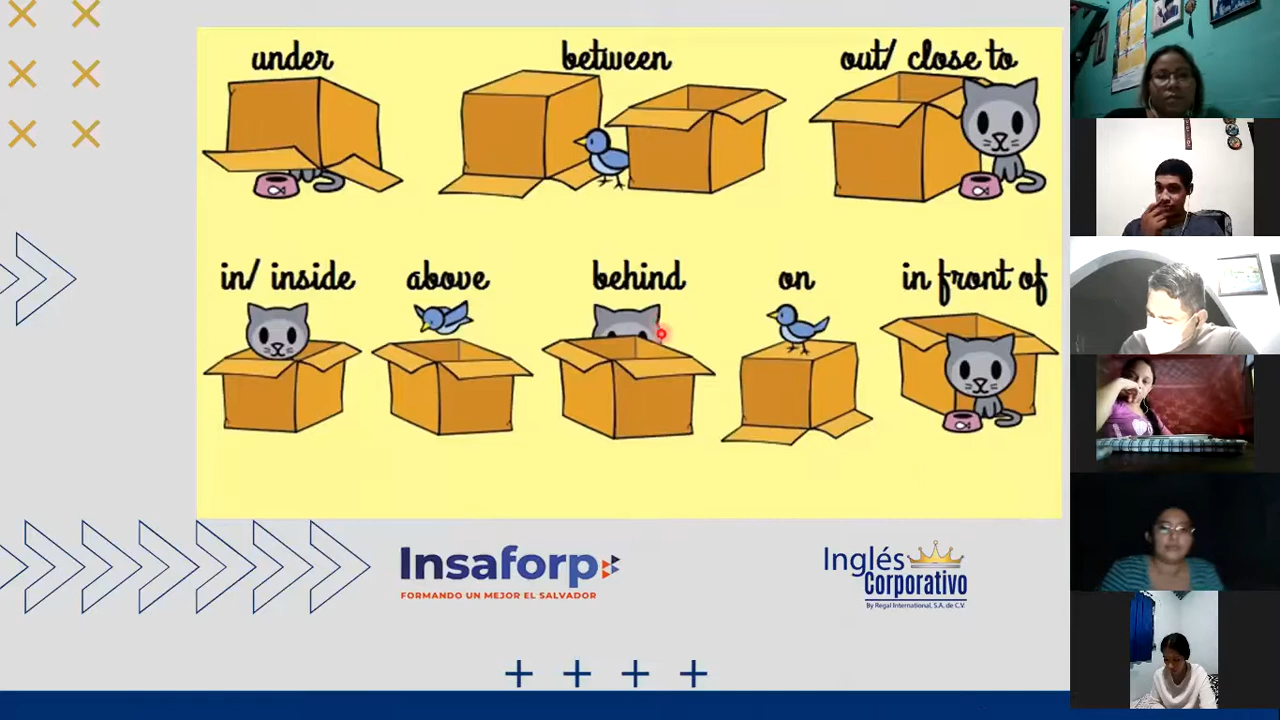 under between out/ close to
in/ inside above behind on in front of
Insaforp
FORMANDO UN MEJOR EL SALVADOR
Inglés
Corporativo
By Regal International, S.A. de C.V.